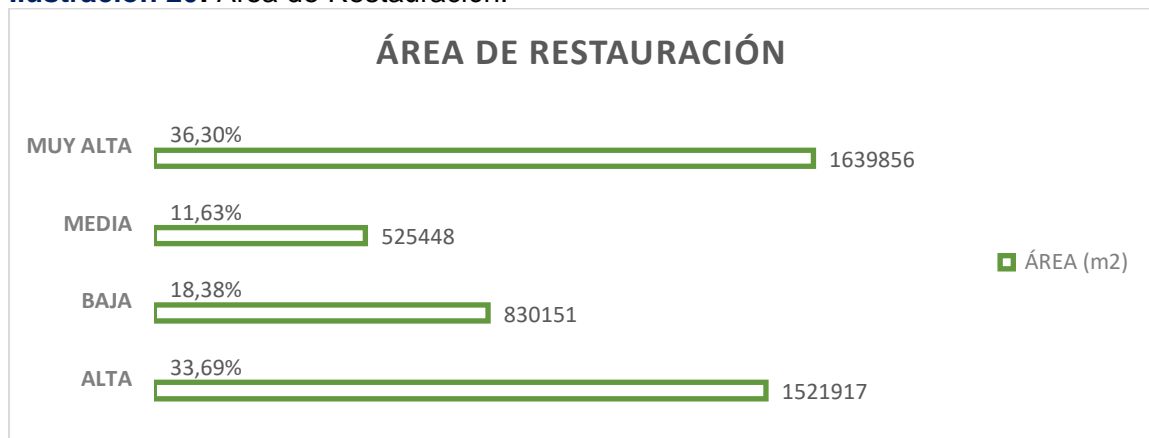 Ilustración 20. Área de Restauración.
ÁREA DE RESTAURACIÓN
MUY ALTA
36,30%
1639856
MEDIA
11,63%
525448
ÁREA (m2)
BAJA
18,38%
830151
ALTA
33,69%
1521917